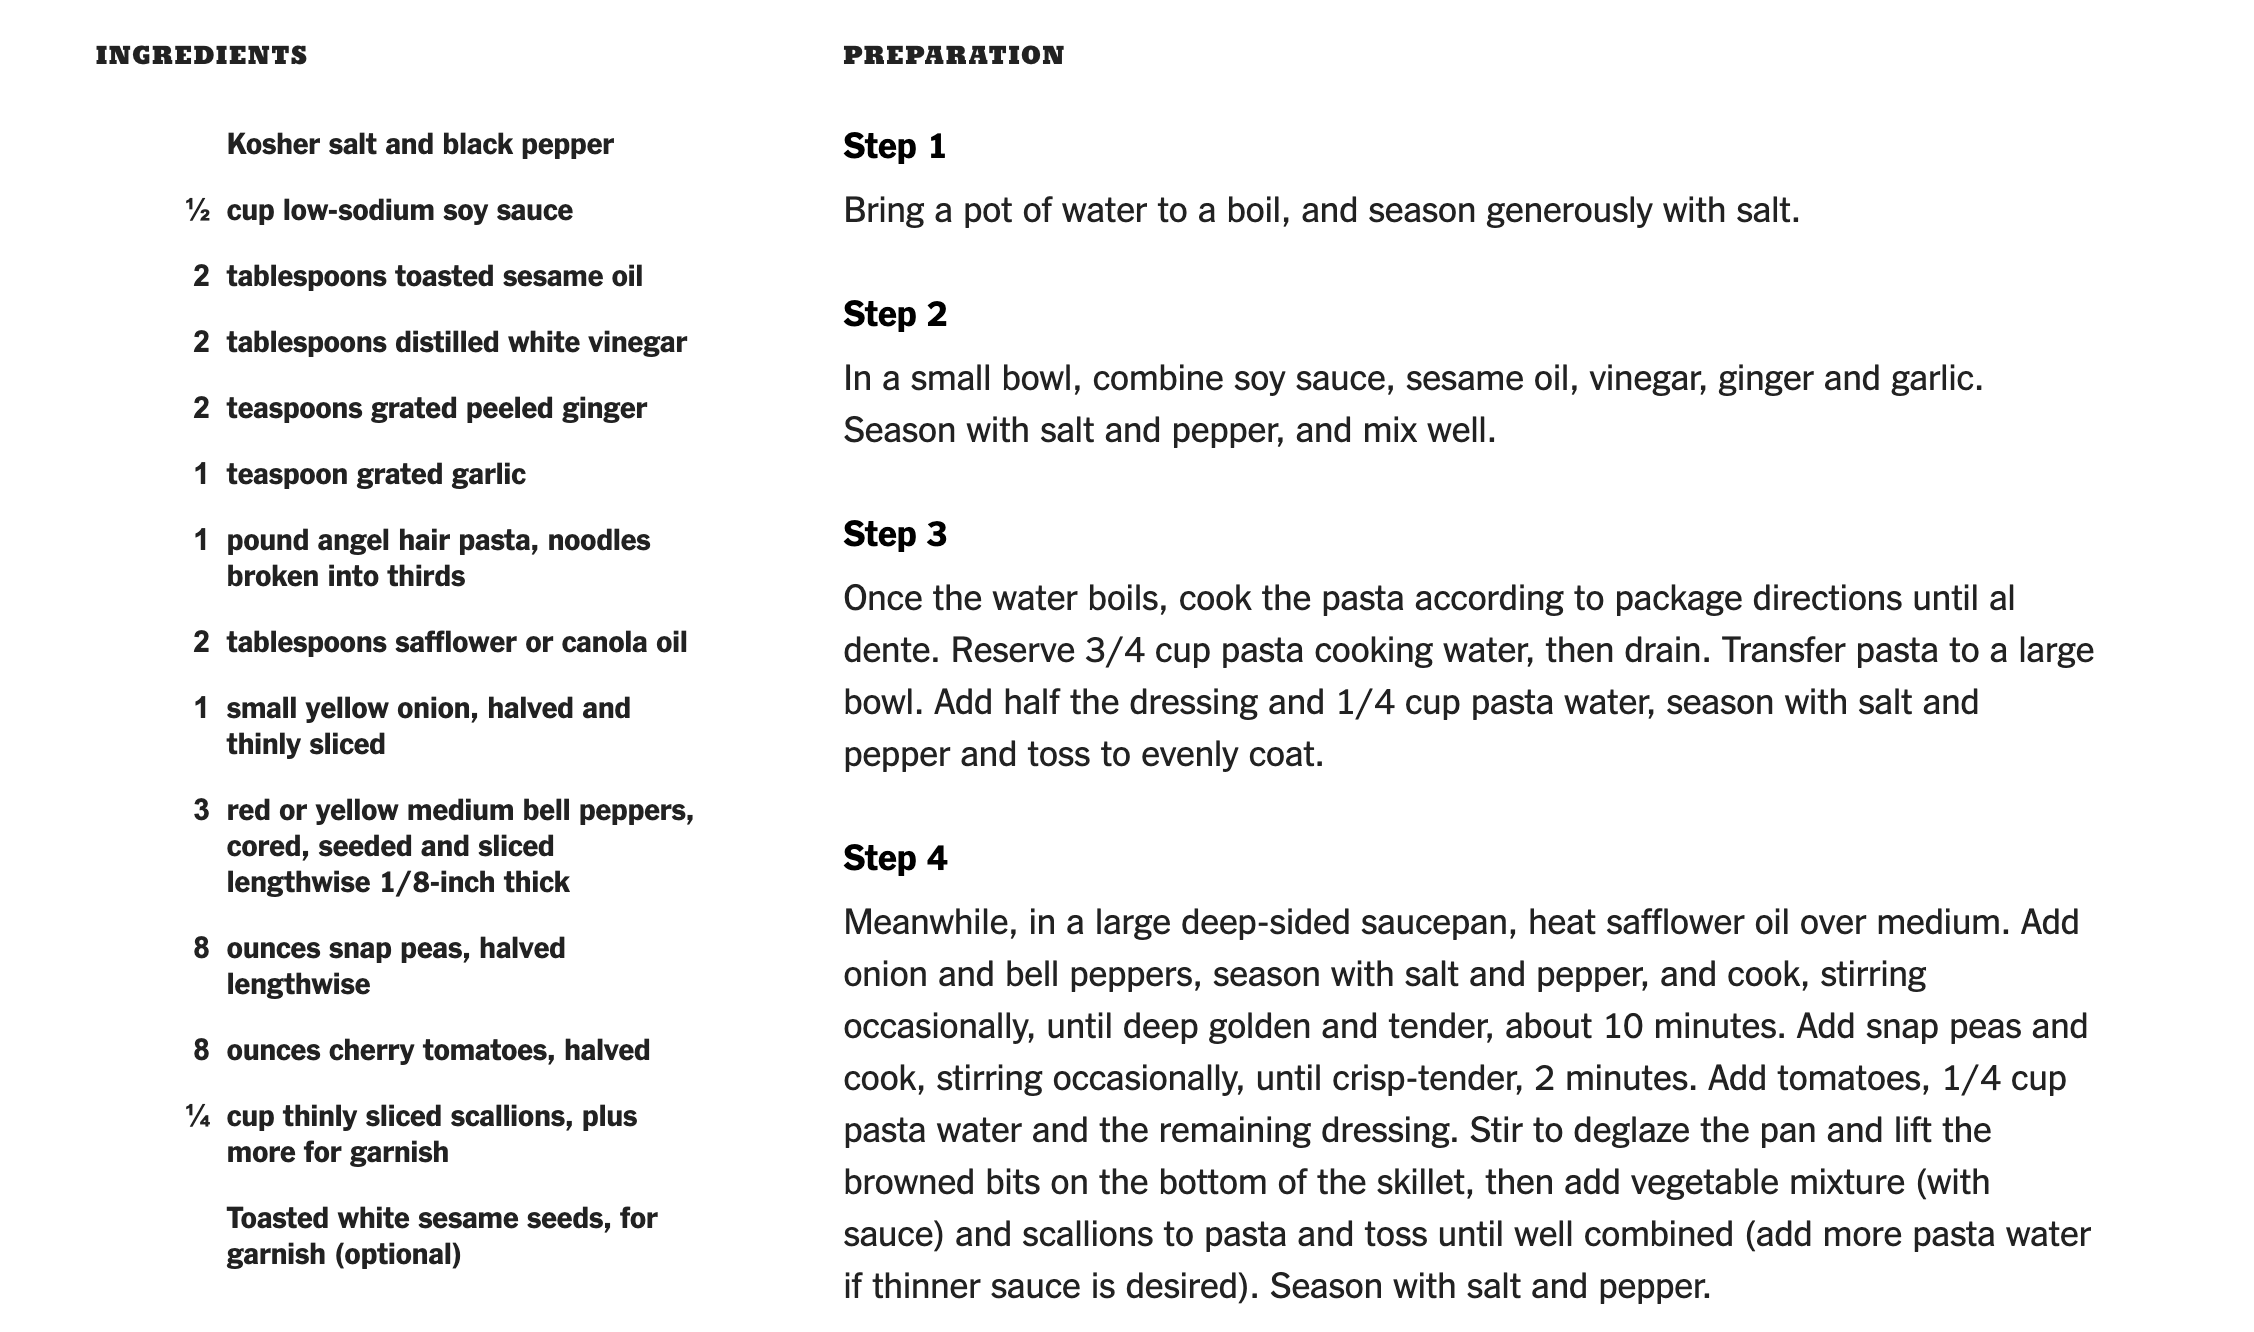 INGREDIENTS
Kosher salt and black pepper
½ cup low-sodium soy sauce
2 tablespoons toasted sesame oil
2 tablespoons distilled white vinegar
2 teaspoons grated peeled ginger
1 teaspoon grated garlic
1 pound angel hair pasta, noodles
broken into thirds
2 tablespoons safflower or canola oil
1 small yellow onion, halved and
thinly sliced
3 red or yellow medium bell peppers,
cored, seeded and sliced
lengthwise 1/8-inch thick
8 ounces snap peas, halved
lengthwise
8 ounces cherry tomatoes, halved
¼ cup thinly sliced scallions, plus
more for garnish
Toasted white sesame seeds, for
garnish (optional)
PREPARATION
Step 1
Bring a pot of water to a boil, and season generously with salt.
Step 2
In a small bowl, combine soy sauce, sesame oil, vinegar, ginger and garlic.
Season with salt and pepper, and mix well.
Step 3
Once the water boils, cook the pasta according to package directions until al
dente. Reserve 3/4 cup pasta cooking water, then drain. Transfer pasta to a large
bowl. Add half the dressing and 1/4 cup pasta water, season with salt and
pepper and toss to evenly coat.
Step 4
Meanwhile, in a large deep-sided saucepan, heat safflower oil over medium. Add
onion and bell peppers, season with salt and pepper, and cook, stirring
occasionally, until deep golden and tender, about 10 minutes. Add snap peas and
cook, stirring occasionally, until crisp-tender, 2 minutes. Add tomatoes, 1/4 cup
pasta water and the remaining dressing. Stir to deglaze the pan and lift the
browned bits on the bottom of the skillet, then add vegetable mixture (with
sauce) and scallions to pasta and toss until well combined (add more pasta water
if thinner sauce is desired). Season with salt and pepper.